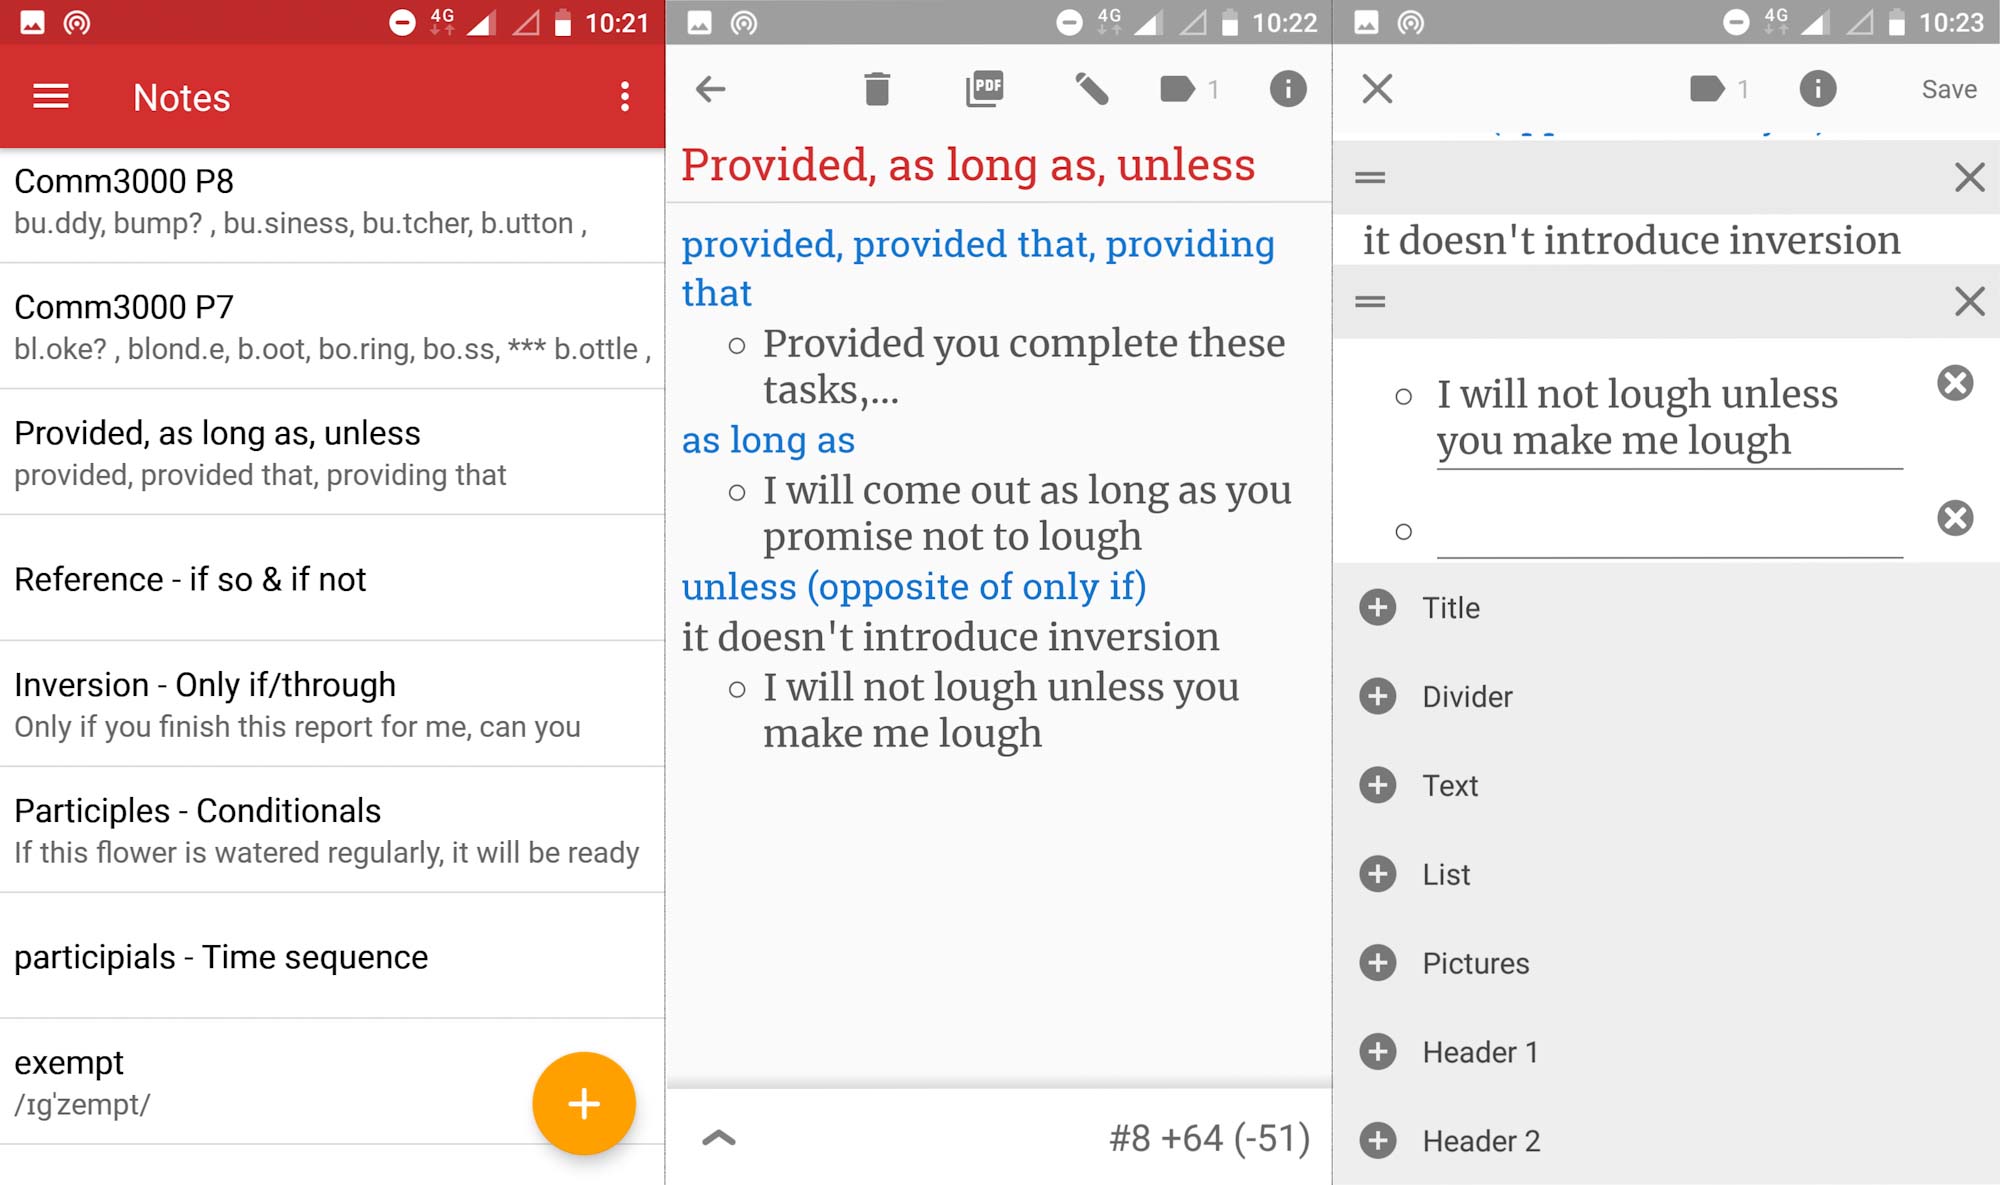 4G 10:21
Notes
Comm3000 P8
bu.ddy, bump? , bu.siness, bu.tcher, b.utton ,
Comm3000 P7
bl.oke? , blond.e, b.oot, bo.ring, bo.ss, *** b.ottle ,
Provided, as long as, unless
provided, provided that, providing that
Reference - if so & if not
Inversion - Only if/through
Only if you finish this report for me, can you
Participles - Conditionals
If this flower is watered regularly, it will be ready
participials - Time sequence
exempt
/ɪgˈzempt/
4G 10:22
PDF 1
Provided, as long as, unless
provided, provided that, providing
that
Provided you complete these
tasks,...
as long as
I will come out as long as you
promise not to lough
unless (opposite of only if)
it doesn't introduce inversion
I will not lough unless you
make me lough
#8 +64 (-51)
4G 10:23
1 Save
it doesn't introduce inversion
I will not lough unless
you make me lough
Title
Divider
Text
List
Pictures
Header 1
Header 2